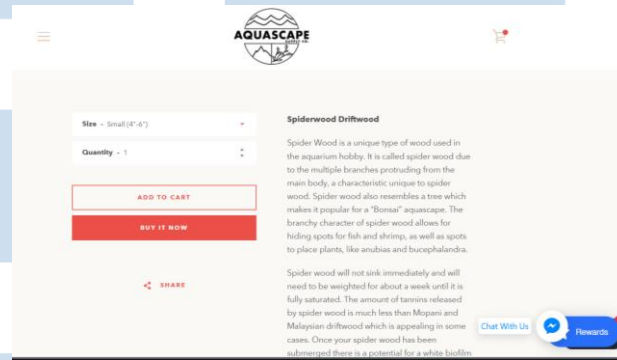 AQUASCAPE
Size - Small (4"-6")
Quantity - 1
ADD TO CART
BUY IT NOW
SHARE
Spiderwood Driftwood
Spider Wood is a unique type of wood used in
the aquarium hobby. It is called spider wood due
to the multiple branches protruding from the
main body, a characteristic unique to spider
wood. Spider wood also resembles a tree which
makes it popular for a "Bonsai" aquascape. The
branchy character of spider wood allows for
hiding spots for fish and shrimp, as well as spots
to place plants, like anubias and bucephalandra.
Spider wood will not sink immediately and will
need to be weighted for about a week until it is
fully saturated. The amount of tannins released
by spider wood is much less than Mopani and
Malaysian driftwood which is appealing in some
cases. Once your spider wood has been
submerged there is a potential for a white biofilm
Chat With Us
Rewards